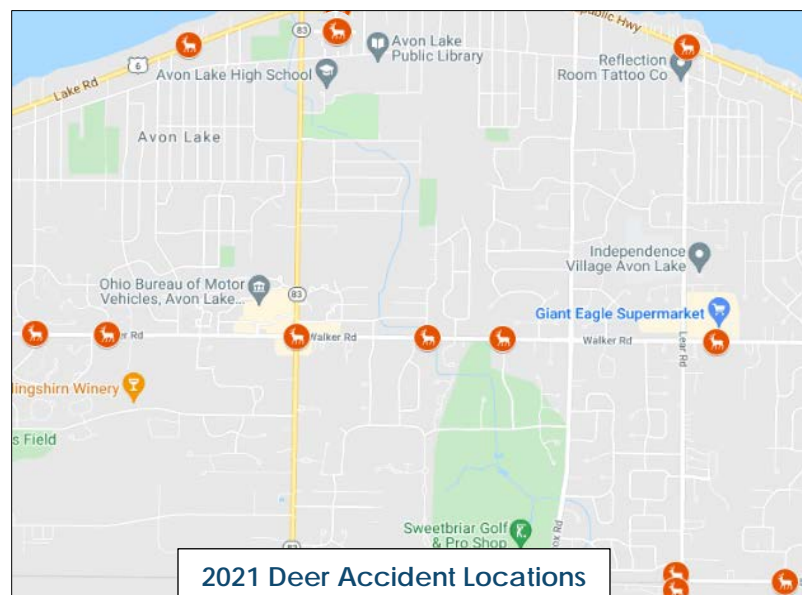 83
public Hwy
Avon Lake
Public Library
Reflection
Room Tattoo Co
6
Avon Lake High School
Lake Rd
Avon Lake
Independence
Village Avon Lake
Ohio Bureau of Motor
Vehicles, Avon Lake...
83
Giant Eagle Supermarket
er Rd
Walker Rd
Walker Rd
Lear Rd
lingshirn Winery
s Field
Sweetbriar Golf
& Pro Shop
ox Rd
83
2021 Deer Accident Locations